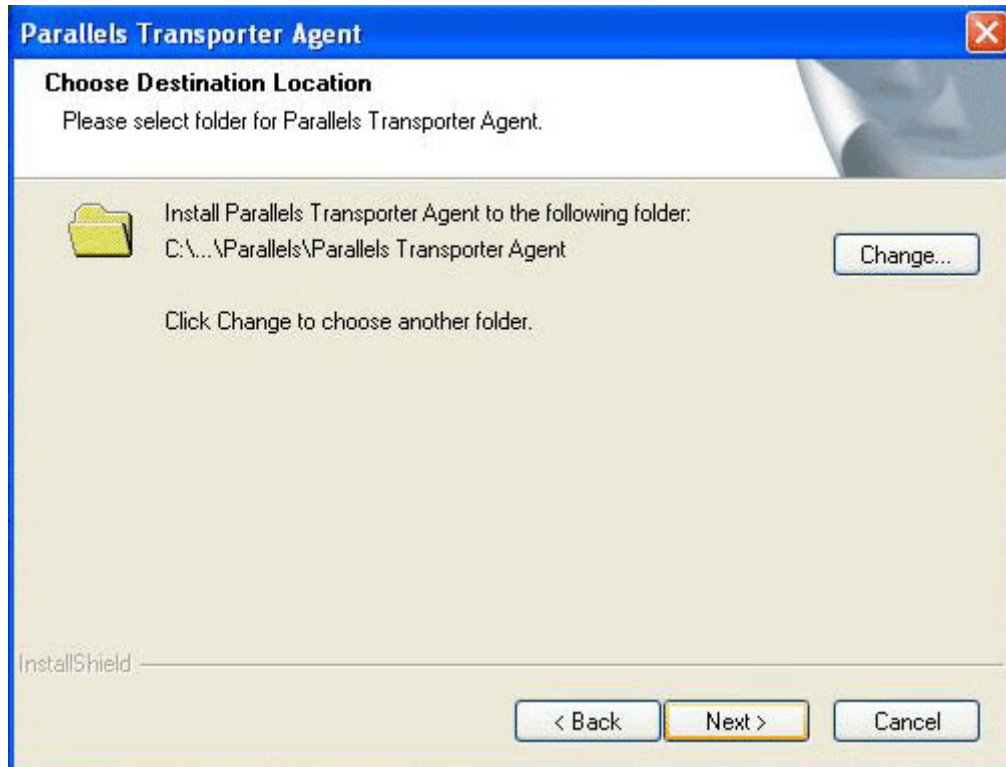 Parallels Transporter Agent
Choose Destination Location
Please select folder for Parallels Transporter Agent.
Install Parallels Transporter Agent to the following folder:
C:\...\Parallels\Parallels Transporter Agent
Change...
Click Change to choose another folder.
InstallShield
< Back Next > Cancel